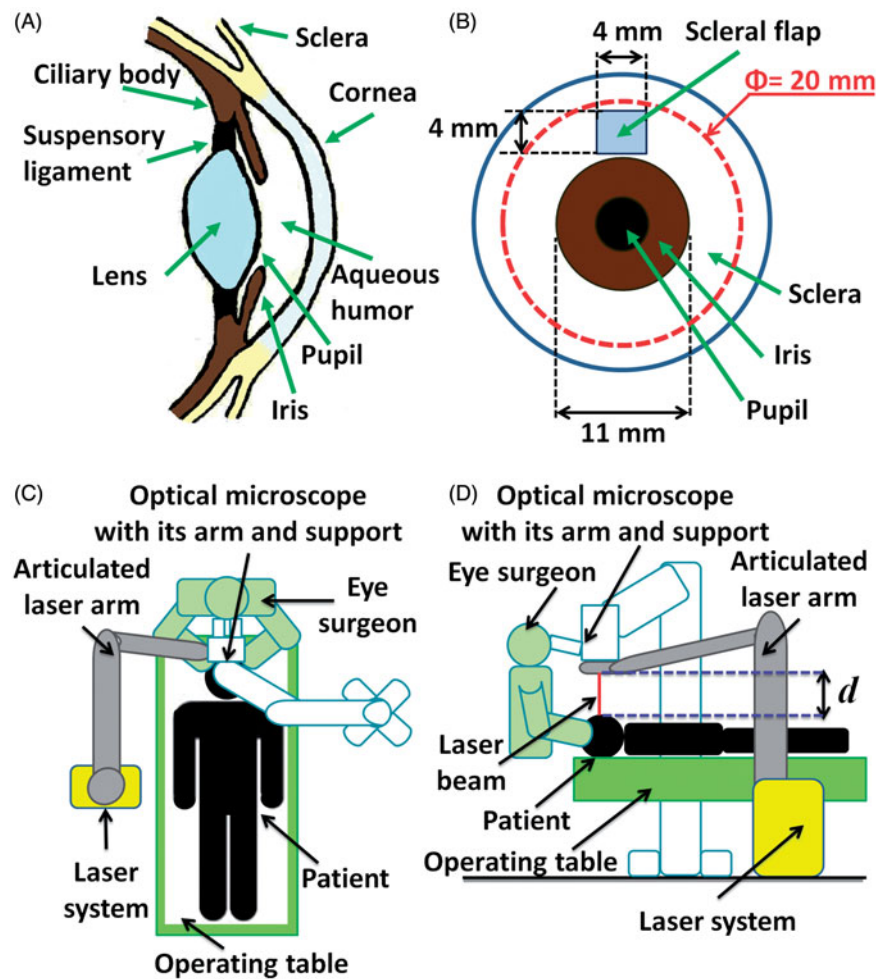 (A)
Sclera
Ciliary body
Cornea
Suspensory
ligament
Lens
Aqueous
humor
Pupil
Iris
(B)
4 mm
Scleral flap
Φ= 20 mm
4 mm
Sclera
Iris
Pupil
11 mm
(C)
Optical microscope
with its arm and support
Articulated
laser arm
Eye
surgeon
Laser
system
Patient
Operating table
(D)
Optical microscope
with its arm and support
Eye surgeon
Articulated
laser arm
d
Laser
beam
Patient
Operating table
Laser system